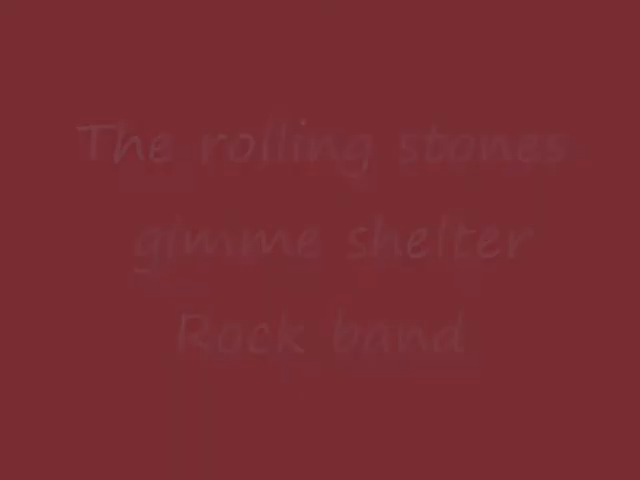 The rolling stones
gimme shelter
Rock band